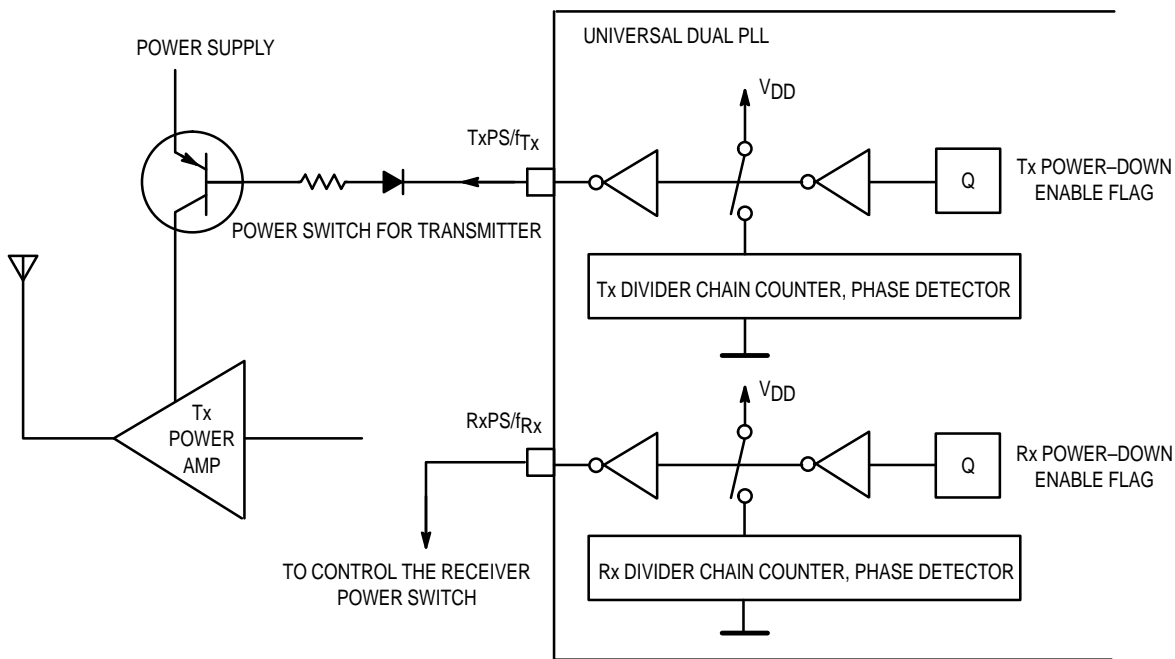 UNIVERSAL DUAL PLL
POWER SUPPLY
VDD
TxPS/fTx
Q
Tx POWER–DOWN
ENABLE FLAG
POWER SWITCH FOR TRANSMITTER
Tx DIVIDER CHAIN COUNTER, PHASE DETECTOR
VDD
Tx
POWER
AMP
RxPS/fRx
Q
Rx POWER–DOWN
ENABLE FLAG
TO CONTROL THE RECEIVER
POWER SWITCH
Rx DIVIDER CHAIN COUNTER, PHASE DETECTOR